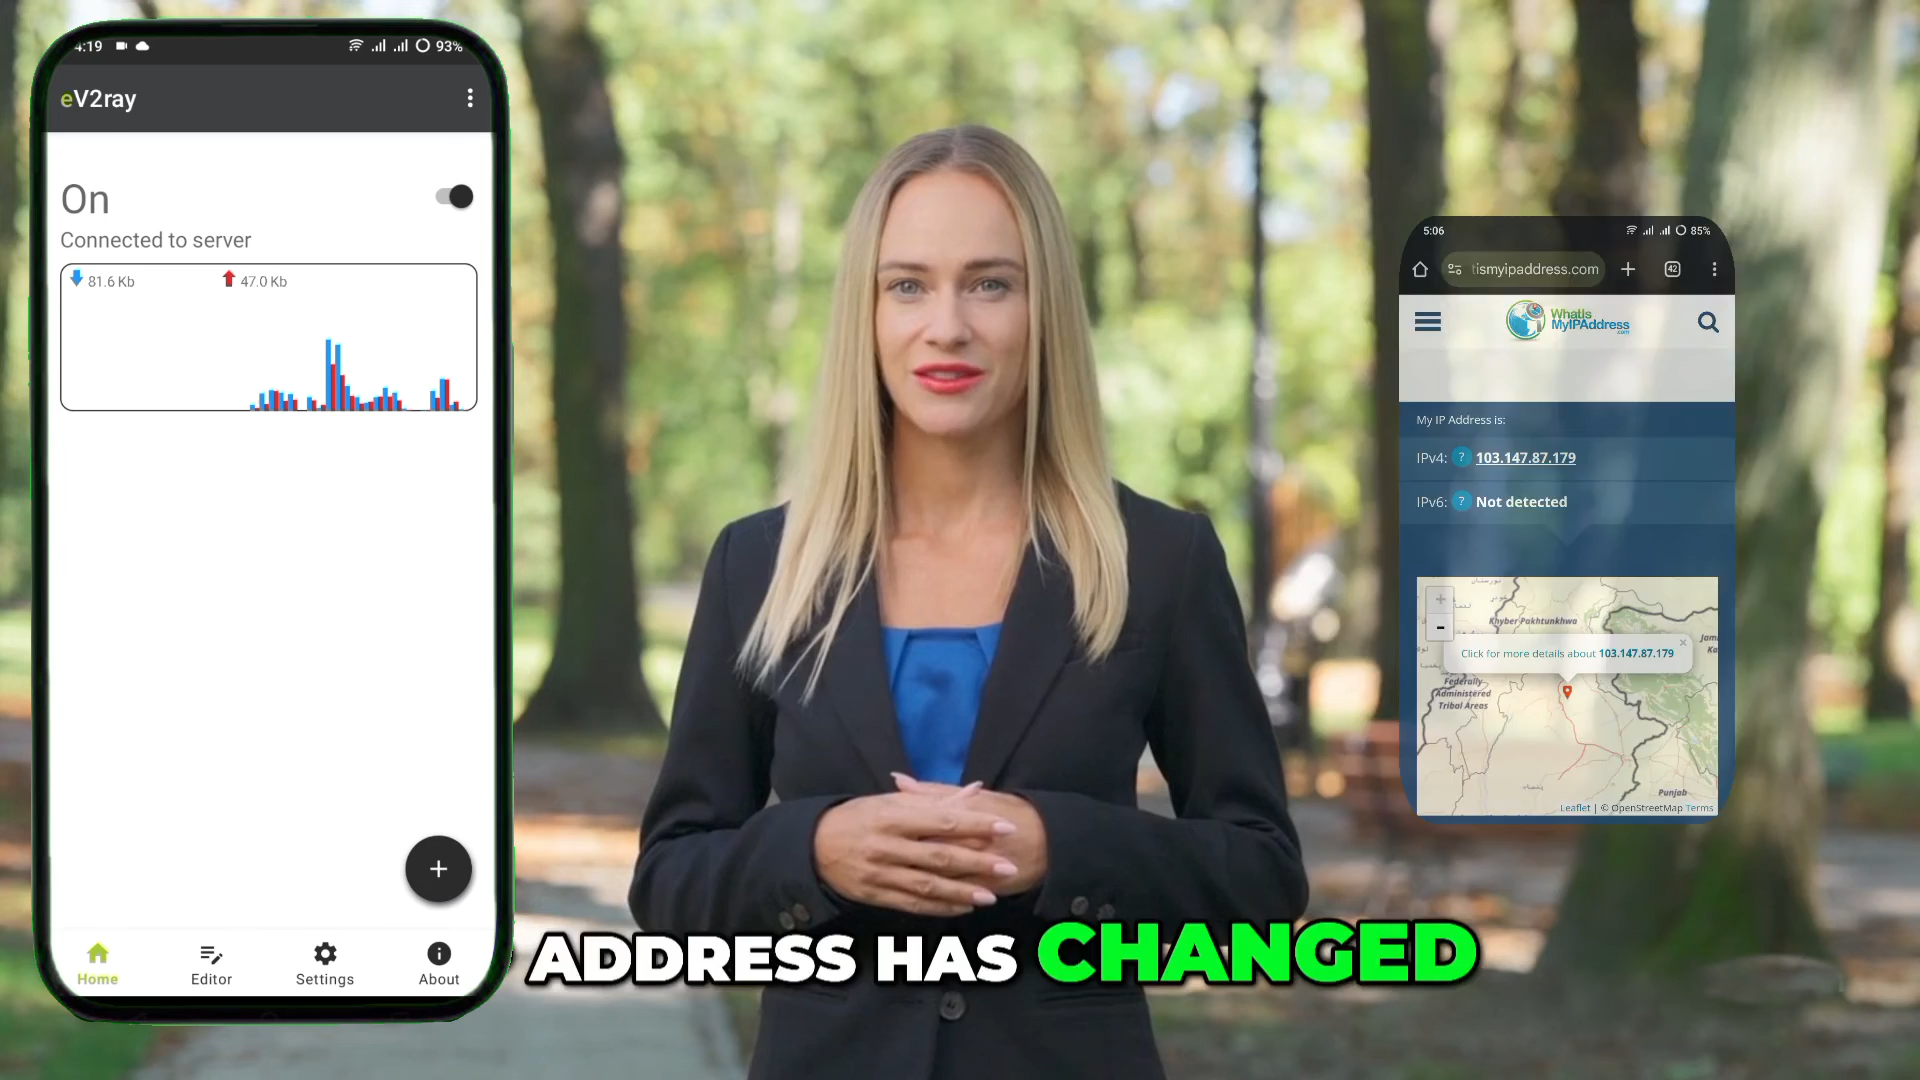 4:19
93%
eV2ray
On
Connected to server
81.6 Kb
47.0 Kb
+
Home
Editor
Settings
About
ADDRESS HAS CHANGED
5:06
85%
tismyipaddress.com
42
WhatIs
MyIPAddress
.com
My IP Address is:
IPv4: ? 103.147.87.179
IPv6: ? Not detected
+
-
Khyber Pakhtunkhwa
Click for more details about 103.147.87.179
×
Federally
Administered
Tribal Areas
Punjab
Leaflet | © OpenStreetMap Terms